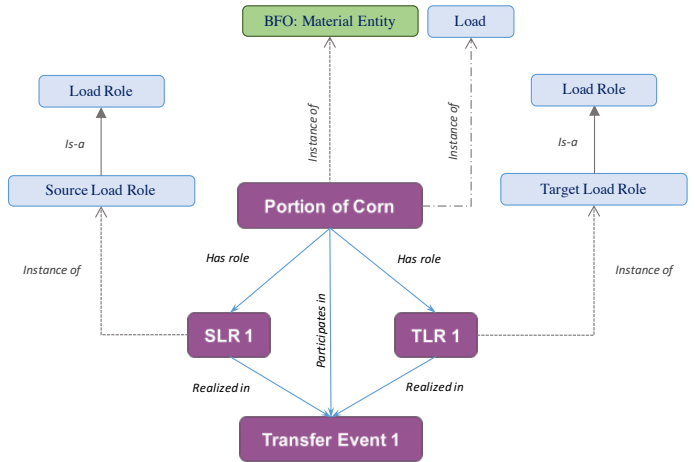 BFO: Material Entity
Load
Load Role
Load Role
Instance of
Instance of
Is-a
Is-a
Source Load Role
Target Load Role
Portion of Corn
Has role
Has role
Instance of
Instance of
Participates in
SLR 1
TLR 1
Realized in
Realized in
Transfer Event 1